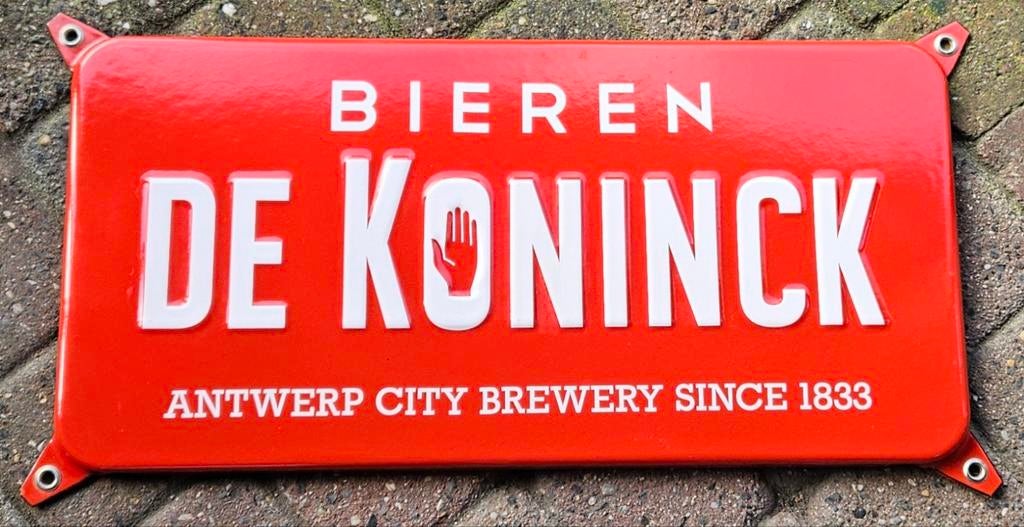 BIEREN
DE KONINCK
ANTWERP CITY BREWERY SINCE 1833